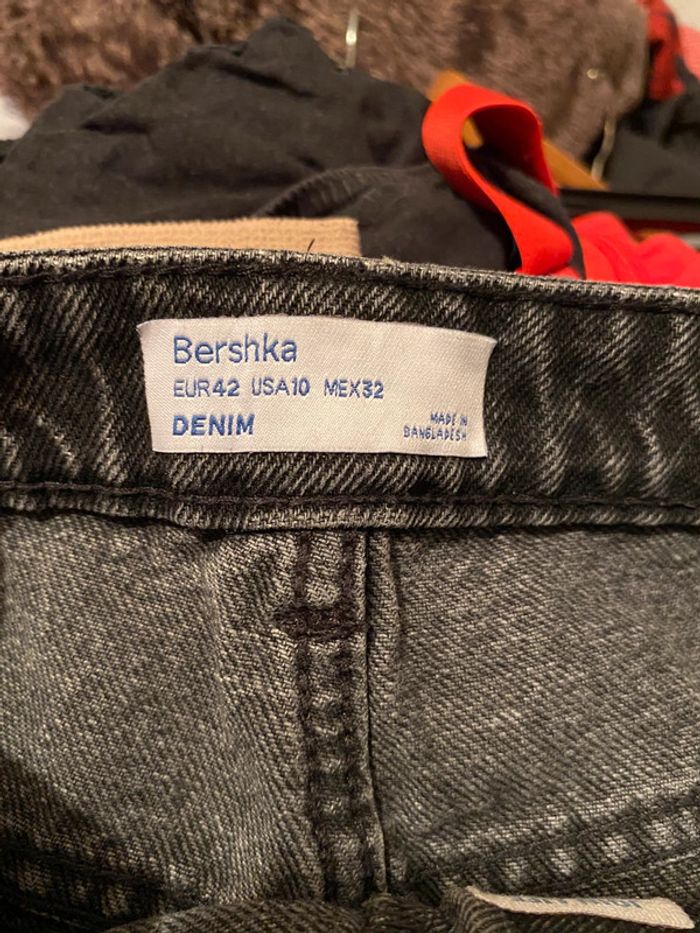 Bershka
EUR42 USA10 MEX32
DENIM
MADE IN
BANGLADESH